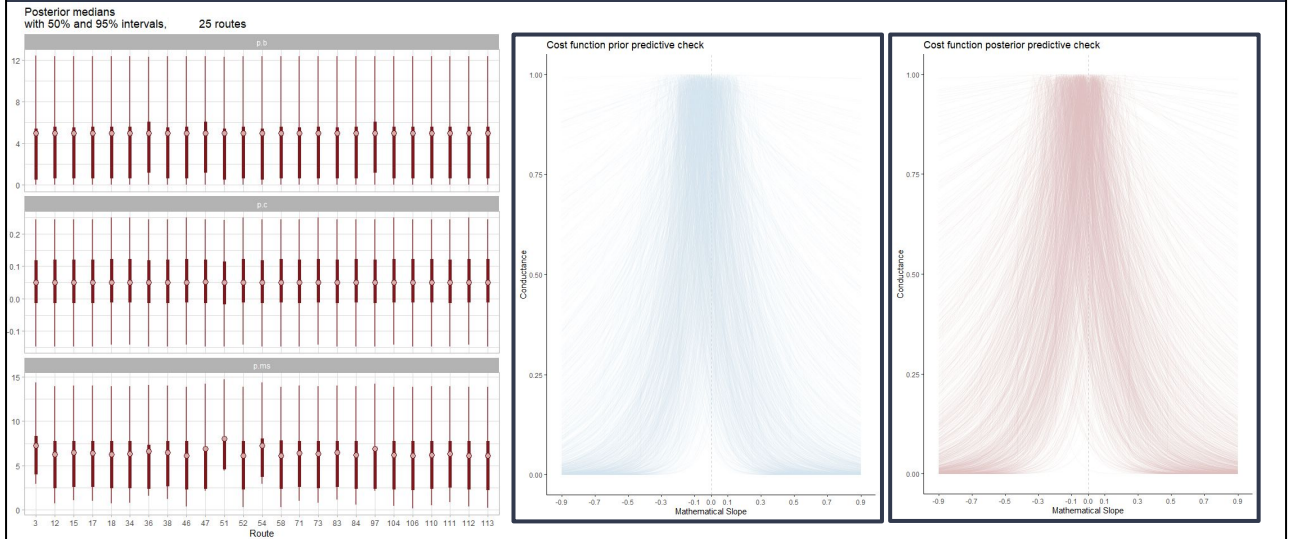 Posterior medians
with 50% and 95% intervals, 25 routes
p.b
12
8
4
0
p.c
0.2
0.1
0.0
-0.1
p.ms
15
10
5
0
3 12 15 17 18 34 36 38 46 47 51 52 54 58 71 73 83 84 97 104 106 110 111 112 113
Route
Cost function prior predictive check
1.00
0.75
0.50
0.25
0.00
Conductance
-0.9 -0.7 -0.5 -0.3 -0.1 0.0 0.1 0.3 0.5 0.7 0.9
Mathematical Slope
Cost function posterior predictive check
1.00
0.75
0.50
0.25
0.00
Conductance
-0.9 -0.7 -0.5 -0.3 -0.1 0.0 0.1 0.3 0.5 0.7 0.9
Mathematical Slope